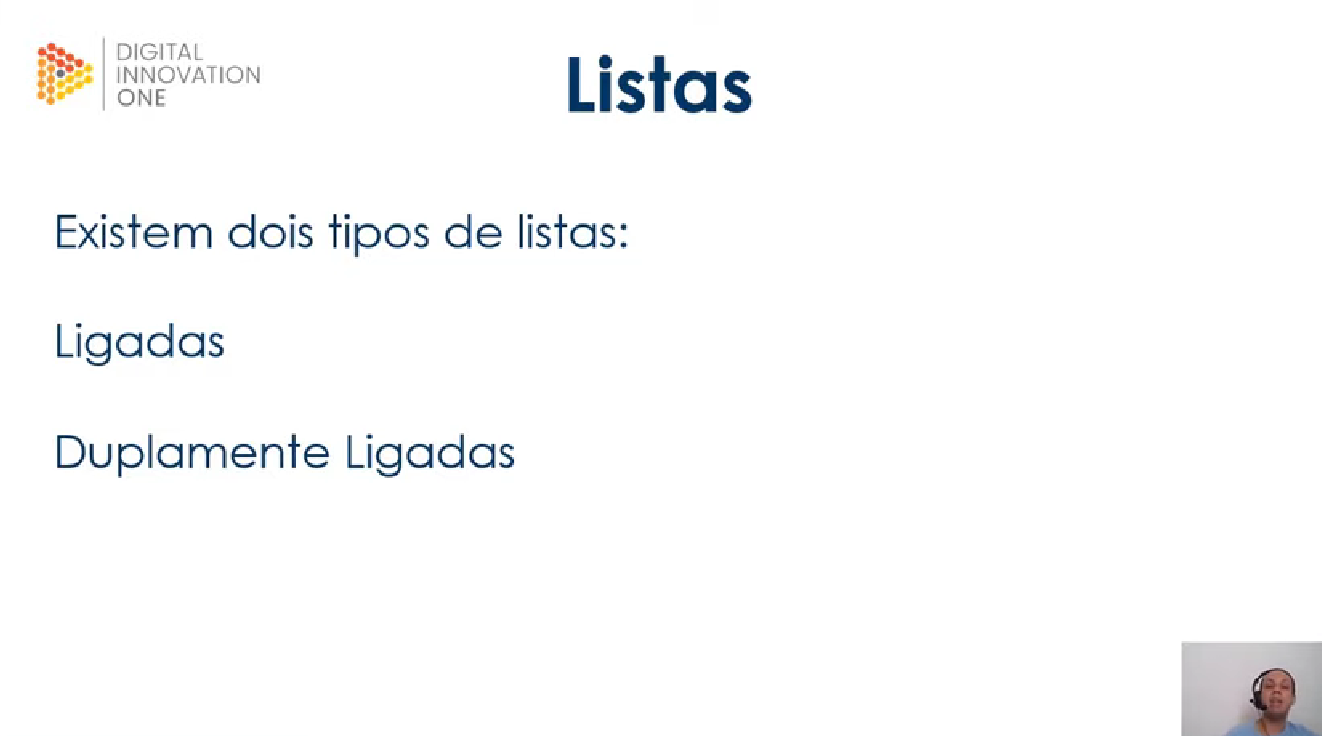 DIGITAL
INNOVATION
ONE
Listas
Existem dois tipos de listas:
Ligadas
Duplamente Ligadas